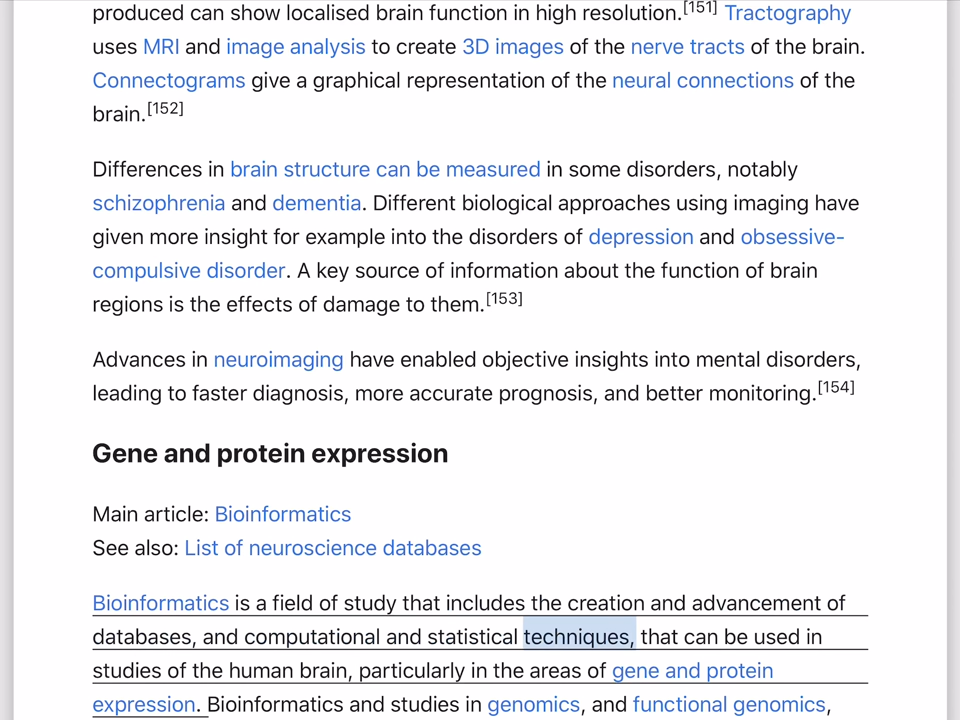 produced can show localised brain function in high resolution.[151] Tractography
uses MRI and image analysis to create 3D images of the nerve tracts of the brain.
Connectograms give a graphical representation of the neural connections of the
brain.[152]
Differences in brain structure can be measured in some disorders, notably
schizophrenia and dementia. Different biological approaches using imaging have
given more insight for example into the disorders of depression and obsessive-
compulsive disorder. A key source of information about the function of brain
regions is the effects of damage to them.[153]
Advances in neuroimaging have enabled objective insights into mental disorders,
leading to faster diagnosis, more accurate prognosis, and better monitoring.[154]
Gene and protein expression
Main article: Bioinformatics
See also: List of neuroscience databases
Bioinformatics is a field of study that includes the creation and advancement of
databases, and computational and statistical techniques, that can be used in
studies of the human brain, particularly in the areas of gene and protein
expression. Bioinformatics and studies in genomics, and functional genomics,